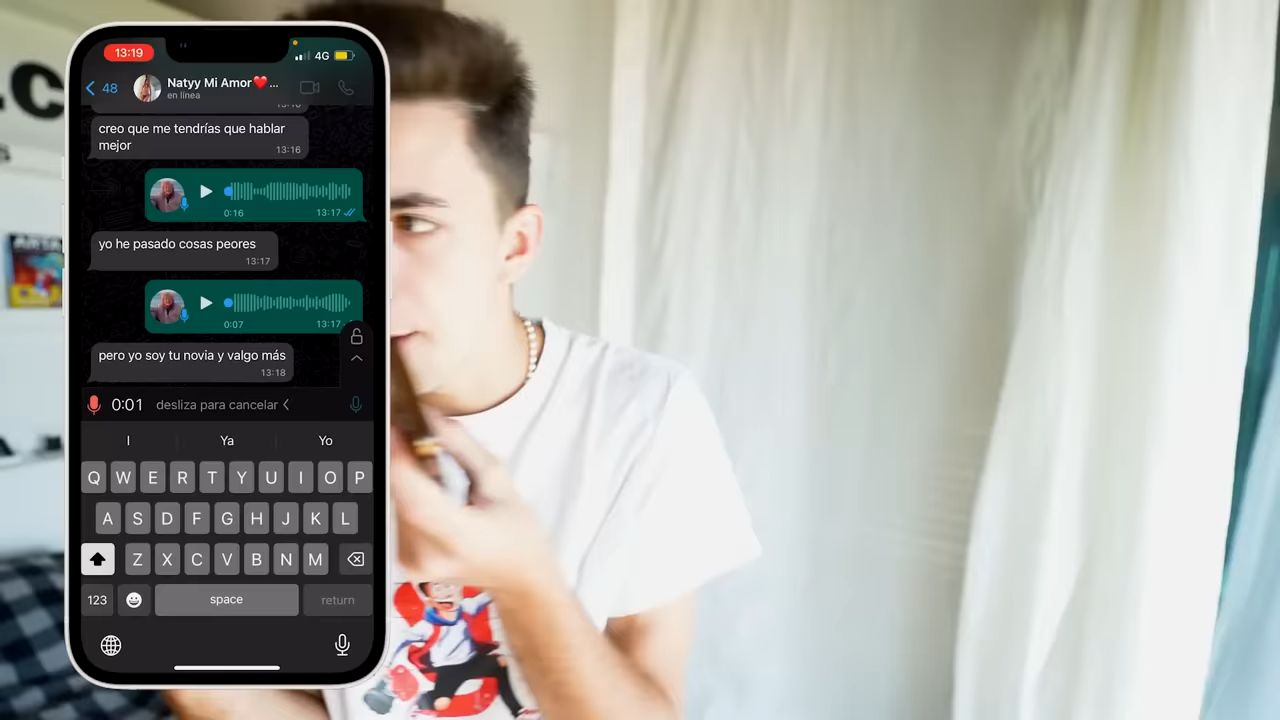 .C
S
13:19
4G
48
Natyy Mi Amor❤️...
en línea
creo que me tendrías que hablar
mejor
13:16
0:16
13:17
yo he pasado cosas peores
13:17
0:07
13:17
pero yo soy tu novia y valgo más
13:18
0:01 desliza para cancelar
I Ya Yo
Q W E R T Y U I O P
A S D F G H J K L
Z X C V B N M
123 space return